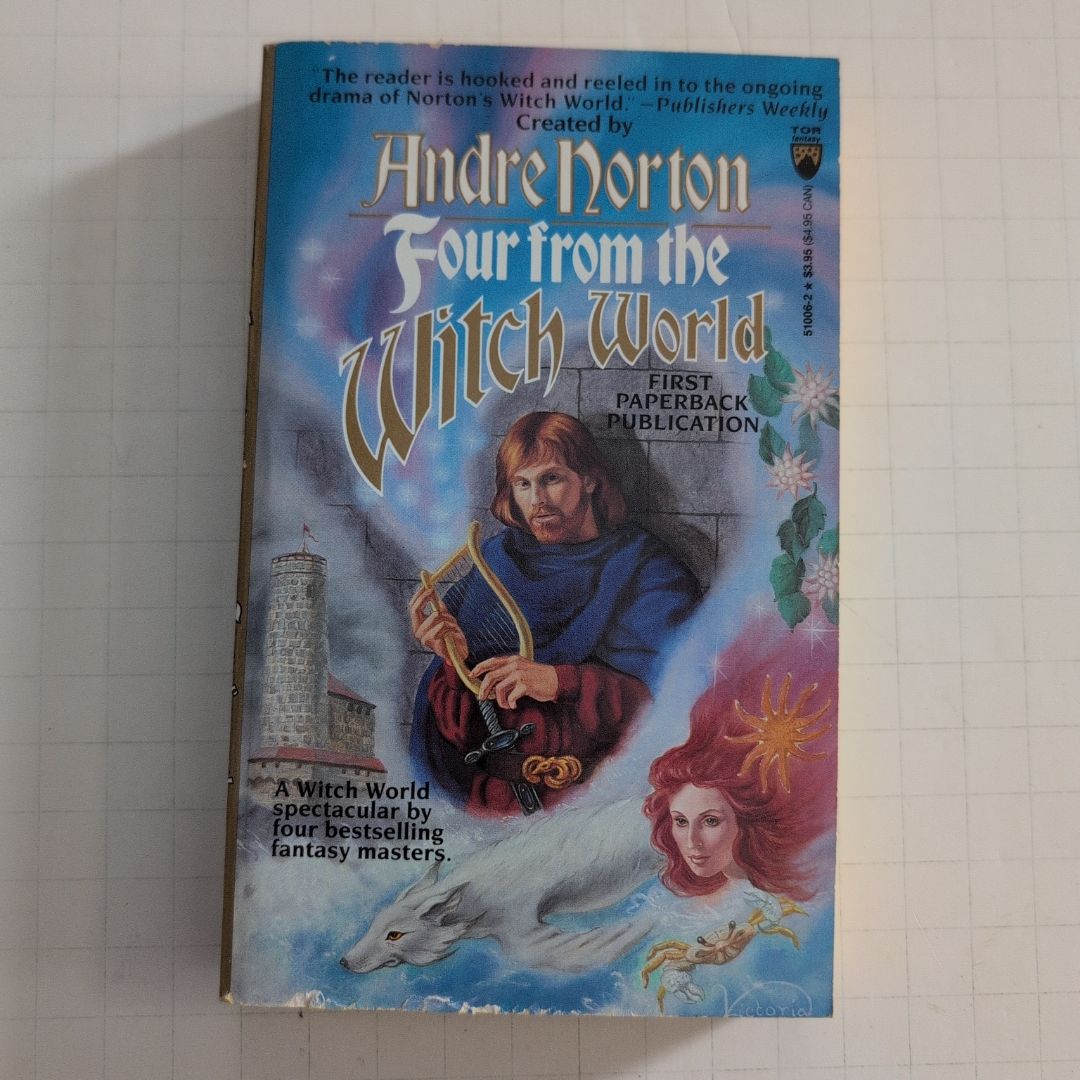 "The reader is hooked and reeled in to the ongoing
drama of Norton's Witch World." —Publishers Weekly
Created by
TOR
fantasy
Andre Norton
Four from the
Witch World
51006-2 ★ $3.95 ($4.95 CAN)
FIRST
PAPERBACK
PUBLICATION
A Witch World
spectacular by
four bestselling
fantasy masters.
Victoria